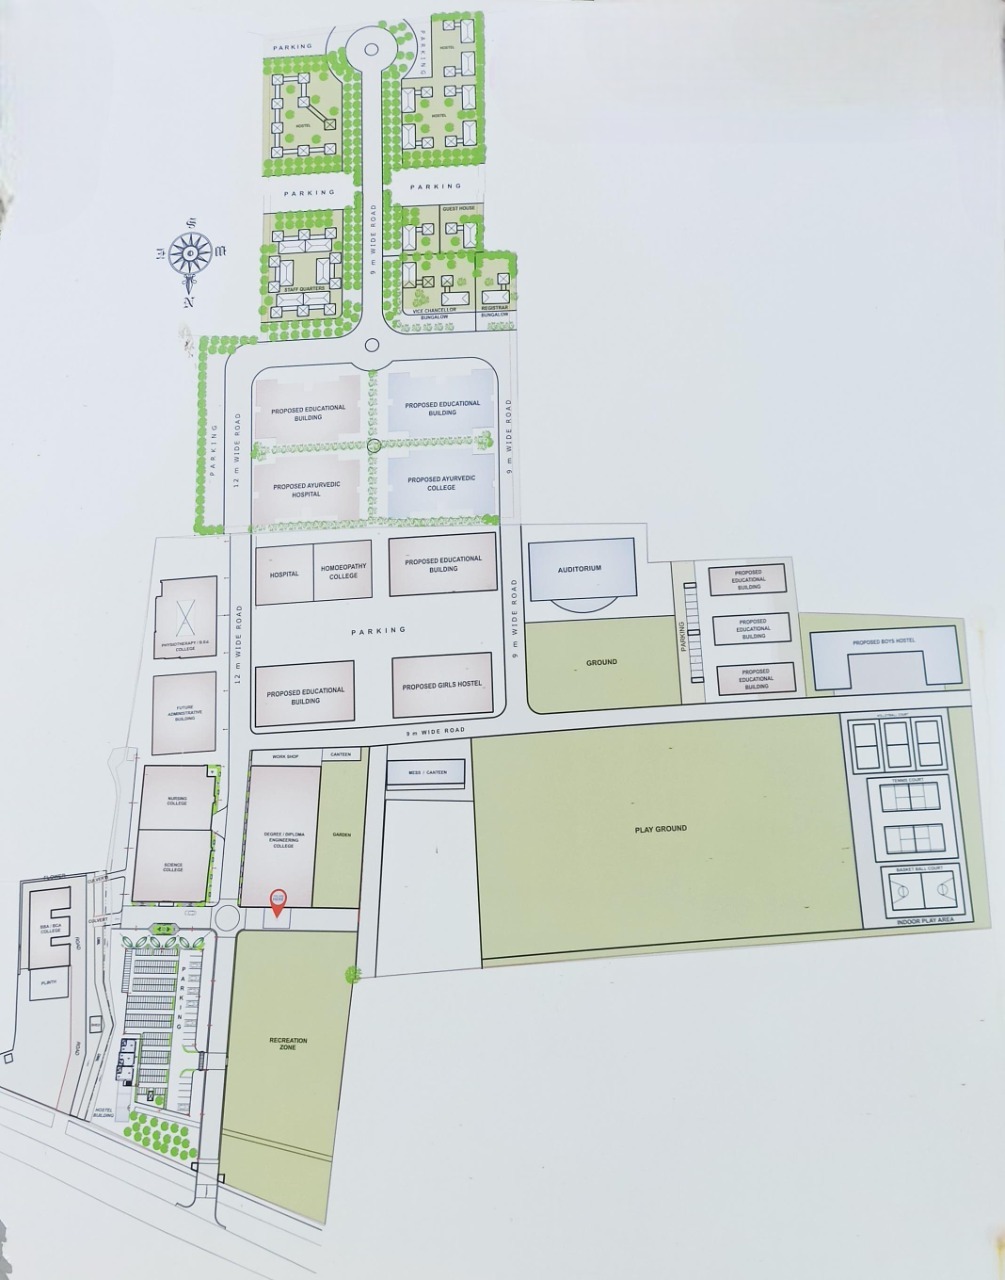 PARKING
PARKING
HOSTEL
HOSTEL
HOSTEL
PARKING
PARKING
9 m WIDE ROAD
GUEST HOUSE
STAFF QUARTERS
VICE CHANCELLOR
BUNGALOW
REGISTRAR
BUNGALOW
N
PROPOSED EDUCATIONAL
BUILDING
PROPOSED EDUCATIONAL
BUILDING
PARKING
12 m WIDE ROAD
9 m WIDE ROAD
PROPOSED AYURVEDIC
HOSPITAL
PROPOSED AYURVEDIC
COLLEGE
HOSPITAL
HOMOEOPATHY
COLLEGE
PROPOSED EDUCATIONAL
BUILDING
AUDITORIUM
PROPOSED
EDUCATIONAL
BUILDING
12 m WIDE ROAD
PARKING
9 m WIDE ROAD
PARKING
PROPOSED
EDUCATIONAL
BUILDING
PROPOSED BOYS HOSTEL
COLLEGE
GROUND
PROPOSED
EDUCATIONAL
BUILDING
PROPOSED EDUCATIONAL
BUILDING
PROPOSED GIRLS HOSTEL
FUTURE
ADMINISTRATIVE
BUILDING
9 m WIDE ROAD
WORK SHOP
CANTEEN
MESS / CANTEEN
TENNIS COURT
NURSING
COLLEGE
DEGREE / DIPLOMA
ENGINEERING
COLLEGE
GARDEN
PLAY GROUND
SCIENCE
COLLEGE
BASKET BALL COURT
INDOOR PLAY AREA
CULVERT
CULVERT
BBA / BCA
COLLEGE
ROAD
PARKING
PLINTH
ROAD
RECREATION
ZONE
HOSTEL
BUILDING